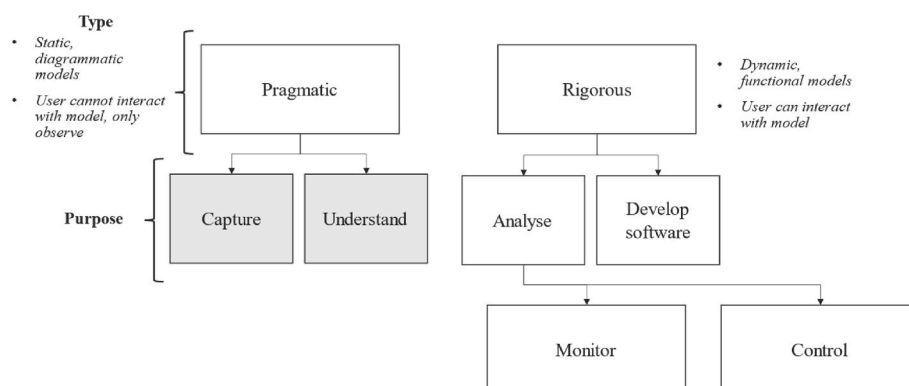 Type
• Static,
diagrammatic
models
• User cannot interact
with model, only
observe
Pragmatic
Rigorous
• Dynamic,
functional models
• User can interact
with model
Purpose
Capture
Understand
Analyse
Develop
software
Monitor
Control